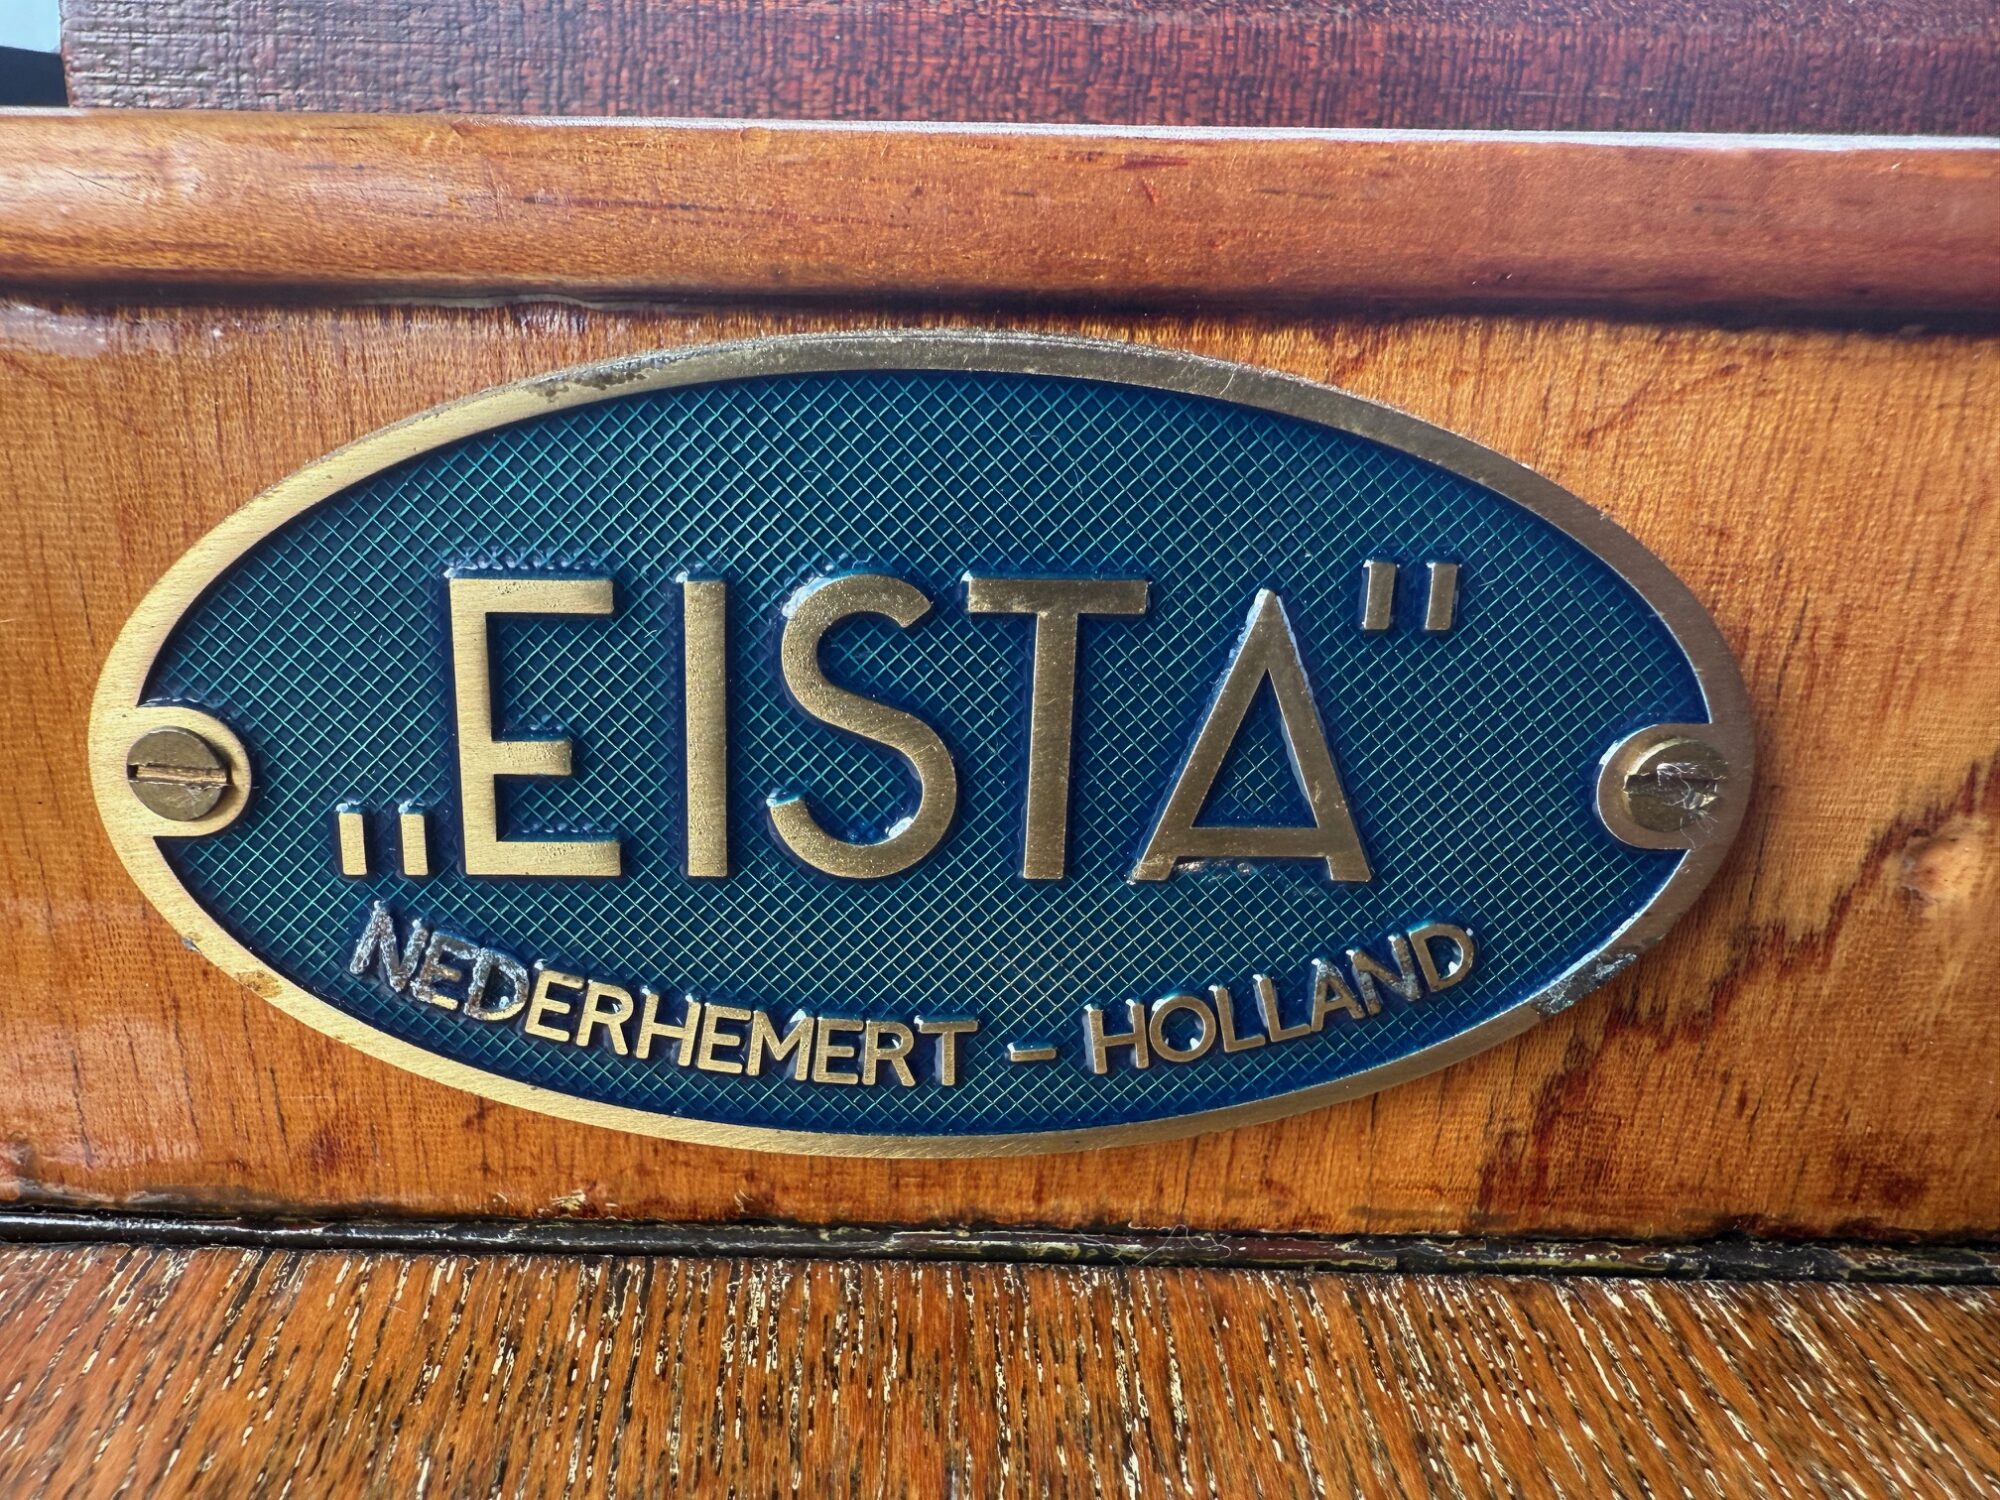 „EISTA"
NEDERHEMERT - HOLLAND